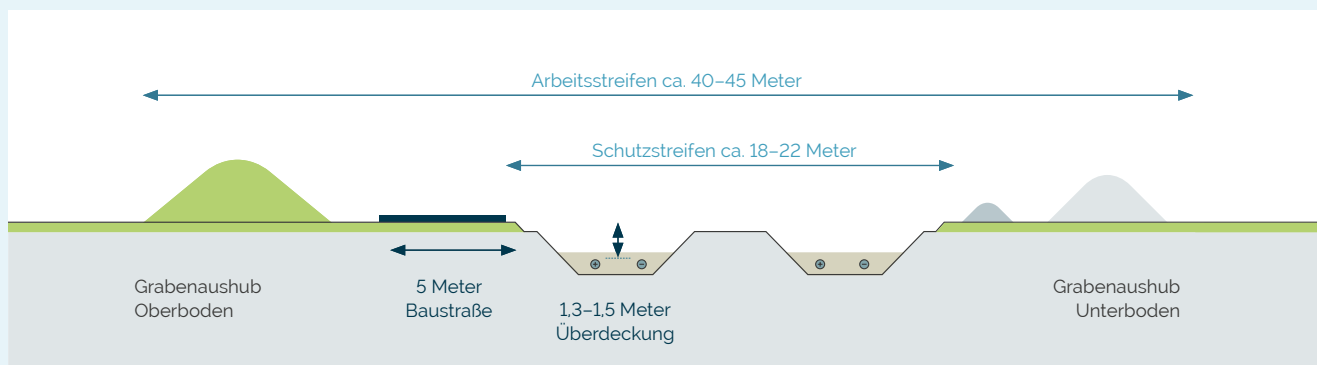 Arbeitsstreifen ca. 40–45 Meter
Schutzstreifen ca. 18–22 Meter
+ − + −
Grabenaushub
Oberboden
5 Meter
Baustraße
1,3–1,5 Meter
Überdeckung
Grabenaushub
Unterboden